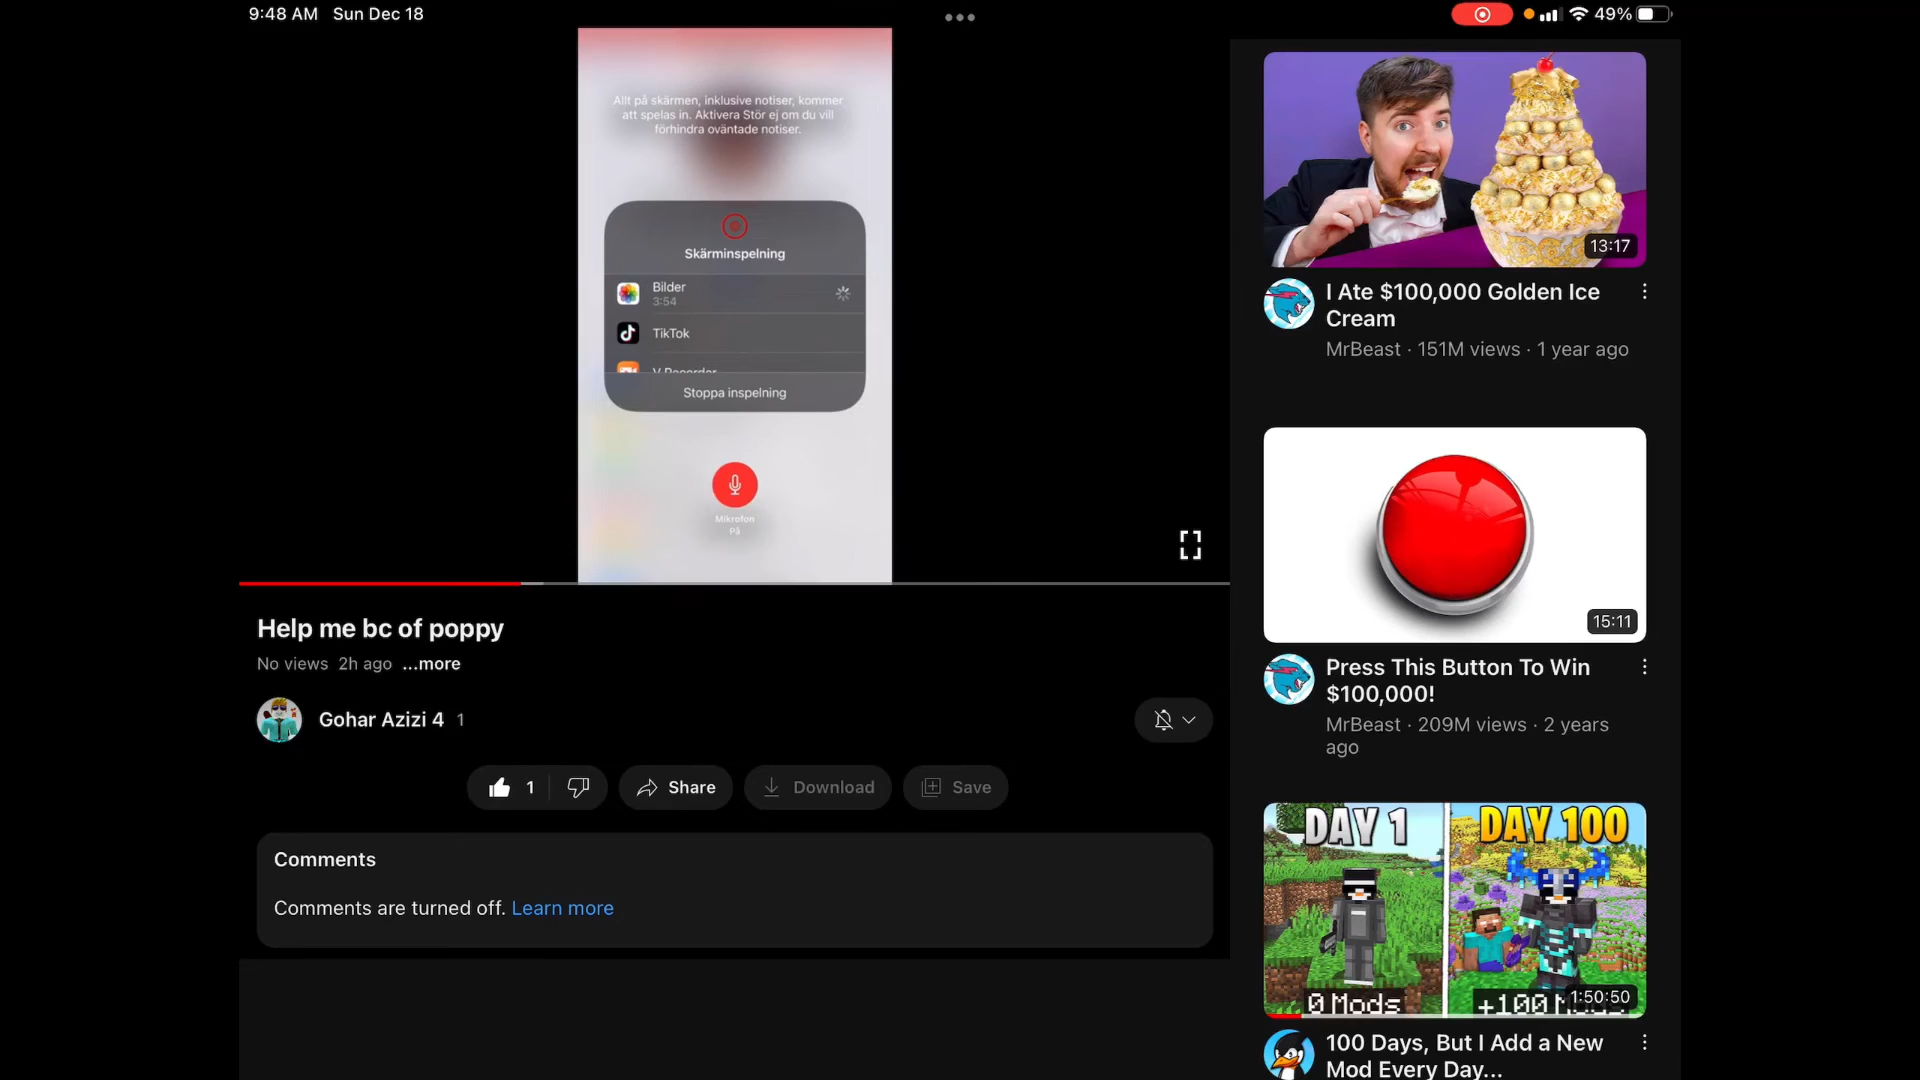 9:48 AM Sun Dec 18
49%
Allt på skärmen, inklusive notiser, kommer
att spelas in. Aktivera Stör ej om du vill
förhindra oväntade notiser.
Skärminspelning
Bilder
3:54
TikTok
V Recorder
Stoppa inspelning
Mikrofon
På
Help me bc of poppy
No views 2h ago ...more
Gohar Azizi 4 1
1
Share
Download
Save
Comments
Comments are turned off. Learn more
13:17
I Ate $100,000 Golden Ice
Cream
MrBeast · 151M views · 1 year ago
15:11
Press This Button To Win
$100,000!
MrBeast · 209M views · 2 years
ago
DAY 1
DAY 100
0 Mods
+100
1:50:50
100 Days, But I Add a New
Mod Every Day...